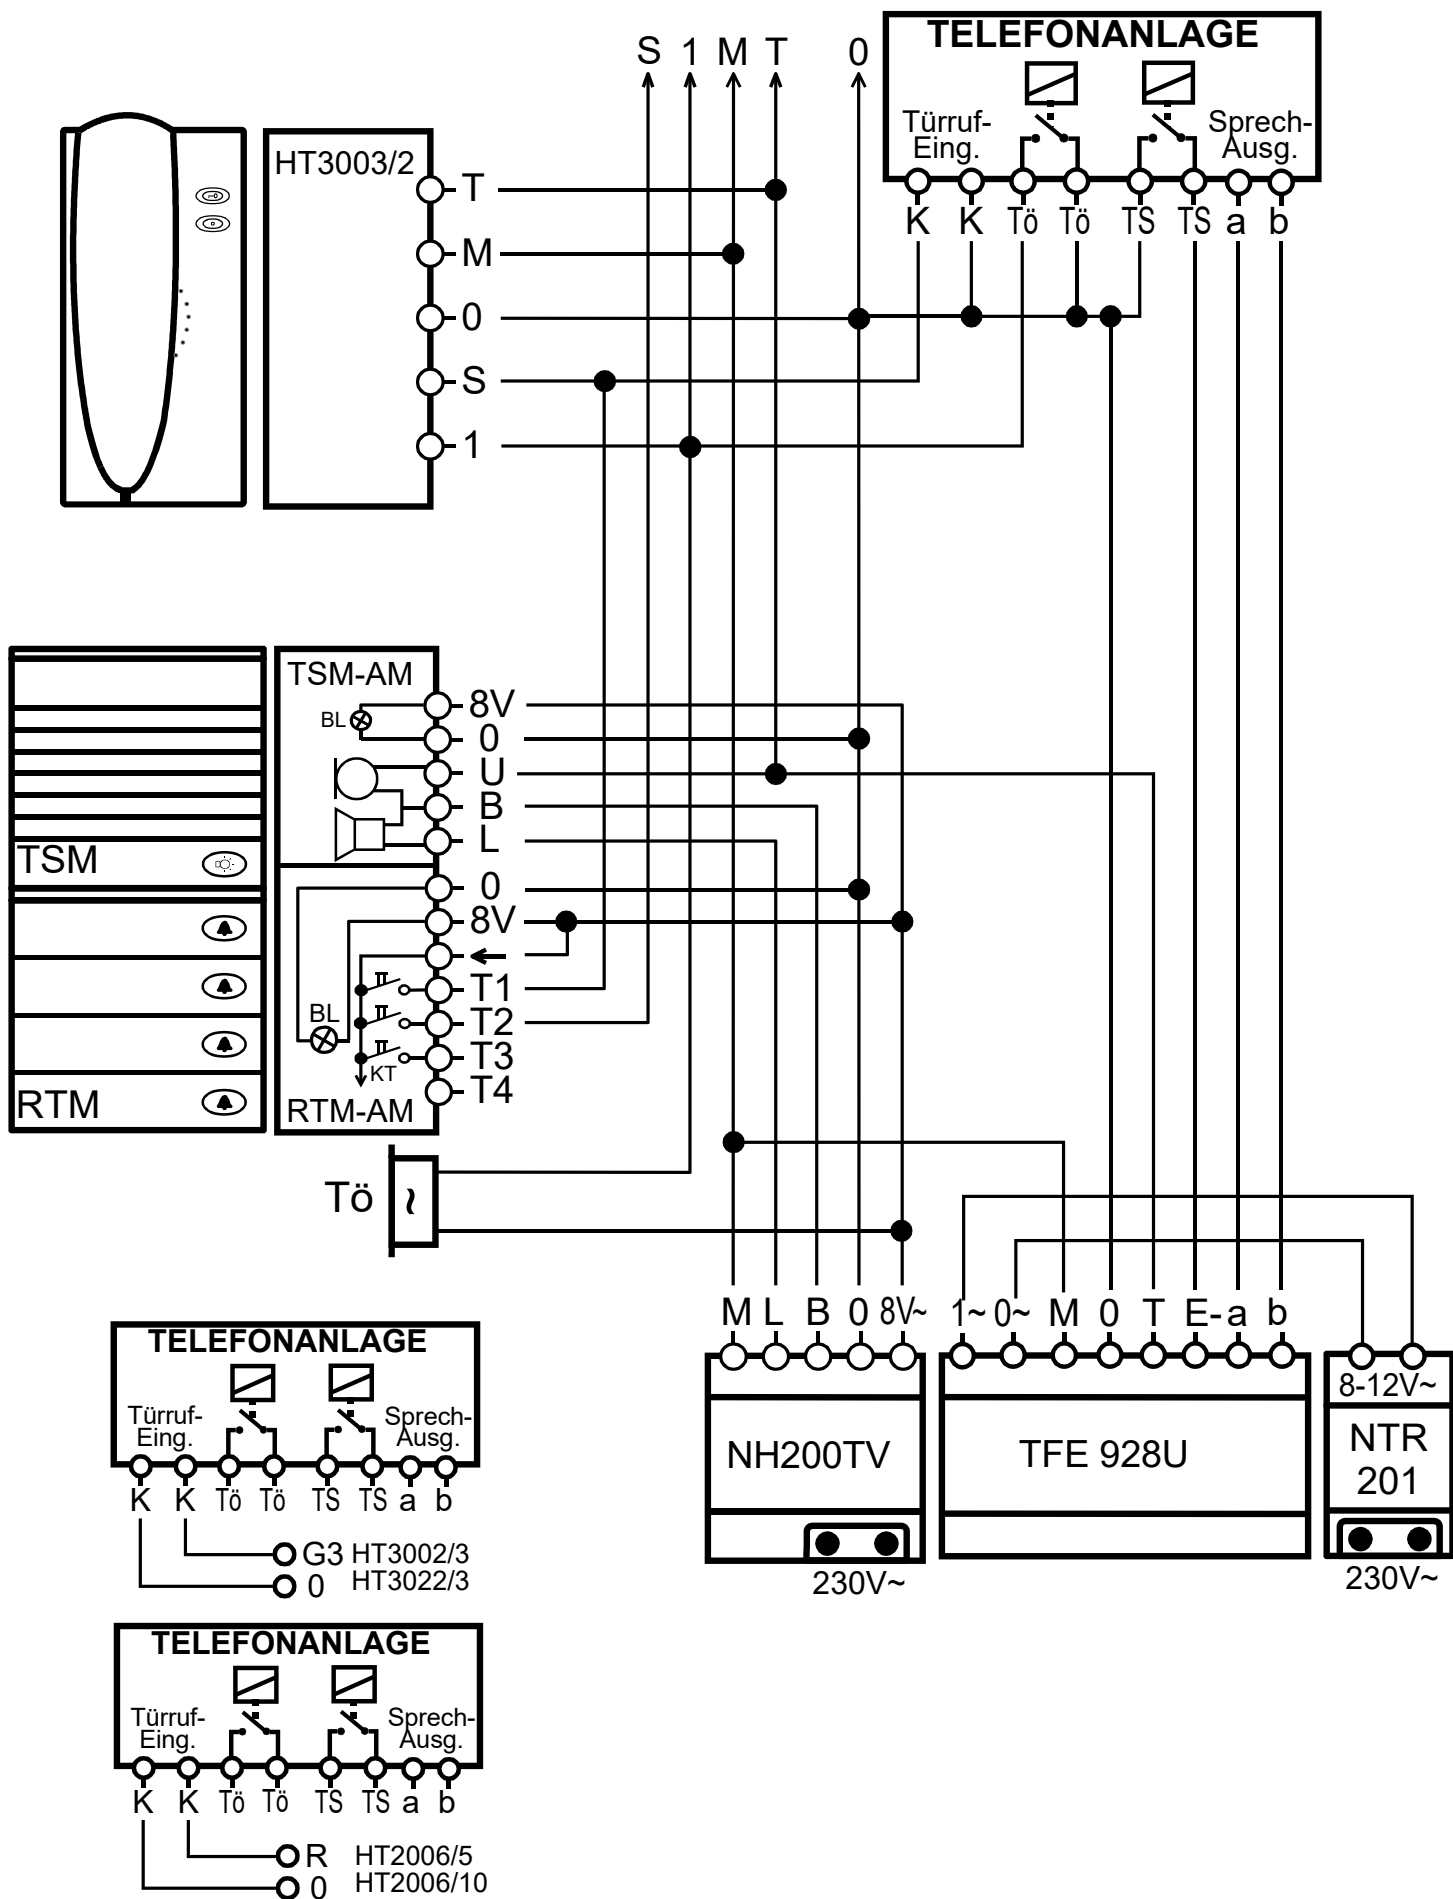 S 1 M T 0
TELEFONANLAGE
Türruf-
Eing.
Sprech-
Ausg.
K K Tö Tö TS TS a b
HT3003/2
T
M
0
S
1
TSM-AM
BL
8V
0
U
B
L
TSM
0
8V
T1
T2
T3
T4
BL
KT
RTM
RTM-AM
Tö
~
M L B 0 8V~
1~ 0~ M 0 T E- a b
8-12V~
NH200TV
TFE 928U
NTR
201
230V~
230V~
TELEFONANLAGE
Türruf-
Eing.
Sprech-
Ausg.
K K Tö Tö TS TS a b
G3 HT3002/3
0 HT3022/3
TELEFONANLAGE
Türruf-
Eing.
Sprech-
Ausg.
K K Tö Tö TS TS a b
R HT2006/5
0 HT2006/10